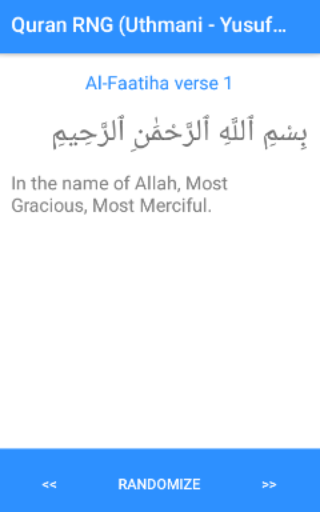 Quran RNG (Uthmani - Yusuf...
Al-Faatiha verse 1
بِسْمِ ٱللَّهِ ٱلرَّحْمَٰنِ ٱلرَّحِيمِ
In the name of Allah, Most
Gracious, Most Merciful.
<< RANDOMIZE >>